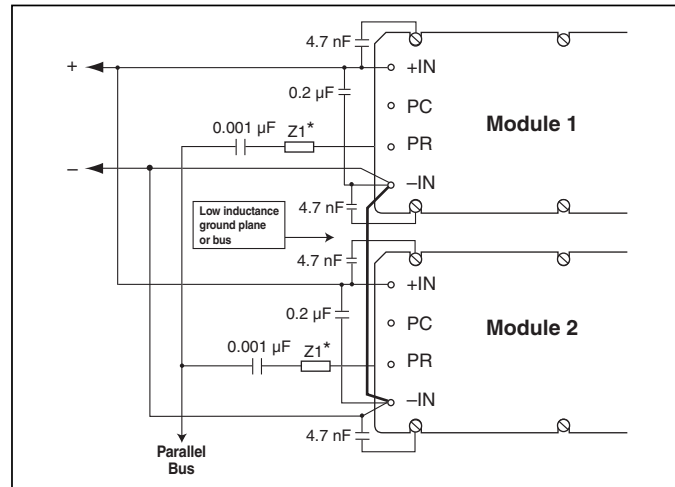 4.7 nF
+
+IN
0.2 µF
PC
Module 1
0.001 µF
Z1*
PR
–
–IN
4.7 nF
Low inductance
ground plane
or bus
4.7 nF
+IN
0.2 µF
PC
Module 2
0.001 µF
Z1*
PR
–IN
4.7 nF
Parallel
Bus